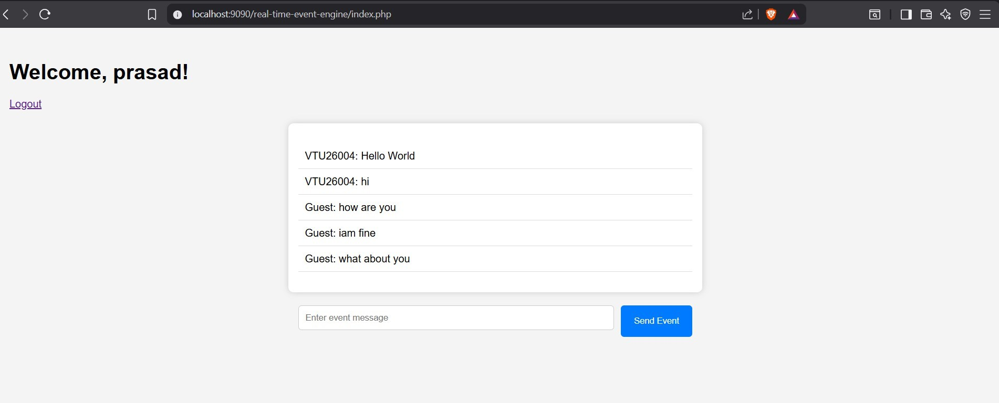 localhost:9090/real-time-event-engine/index.php
Welcome, prasad!
Logout
VTU26004: Hello World
VTU26004: hi
Guest: how are you
Guest: iam fine
Guest: what about you
Enter event message
Send Event